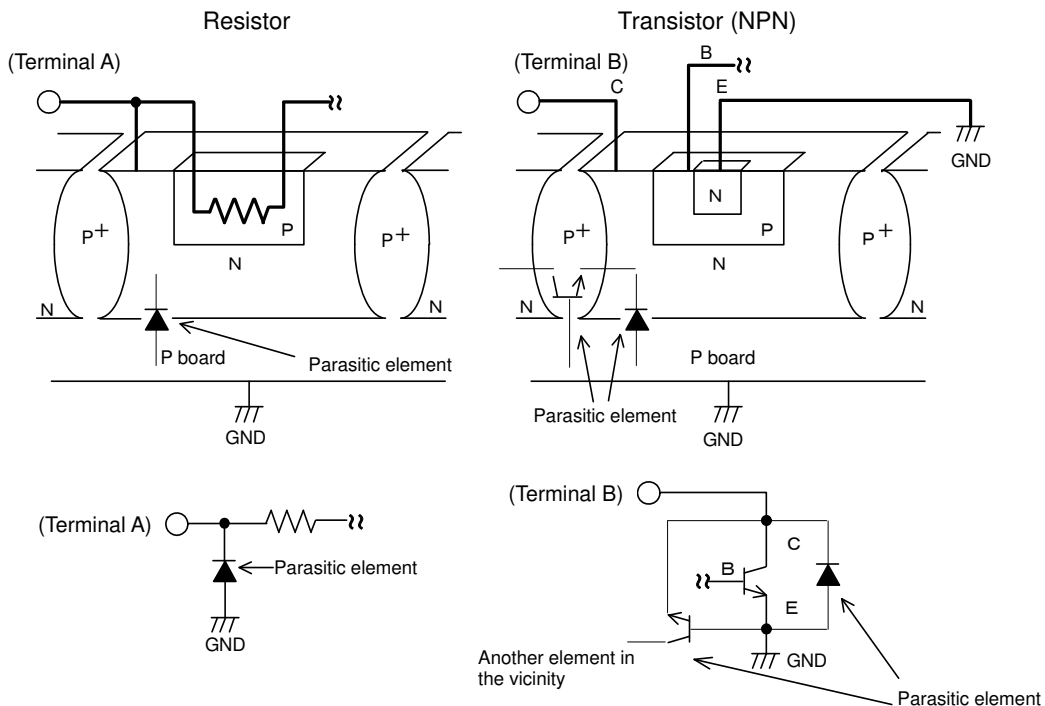 Resistor
(Terminal A)
P+
P
N
P+
N
N
P board
Parasitic element
GND
Transistor (NPN)
(Terminal B)
B
C
E
GND
N
P+
P
P+
N
N
N
P board
Parasitic element
GND
(Terminal A)
Parasitic element
GND
(Terminal B)
C
B
E
GND
Another element in
the vicinity
Parasitic element